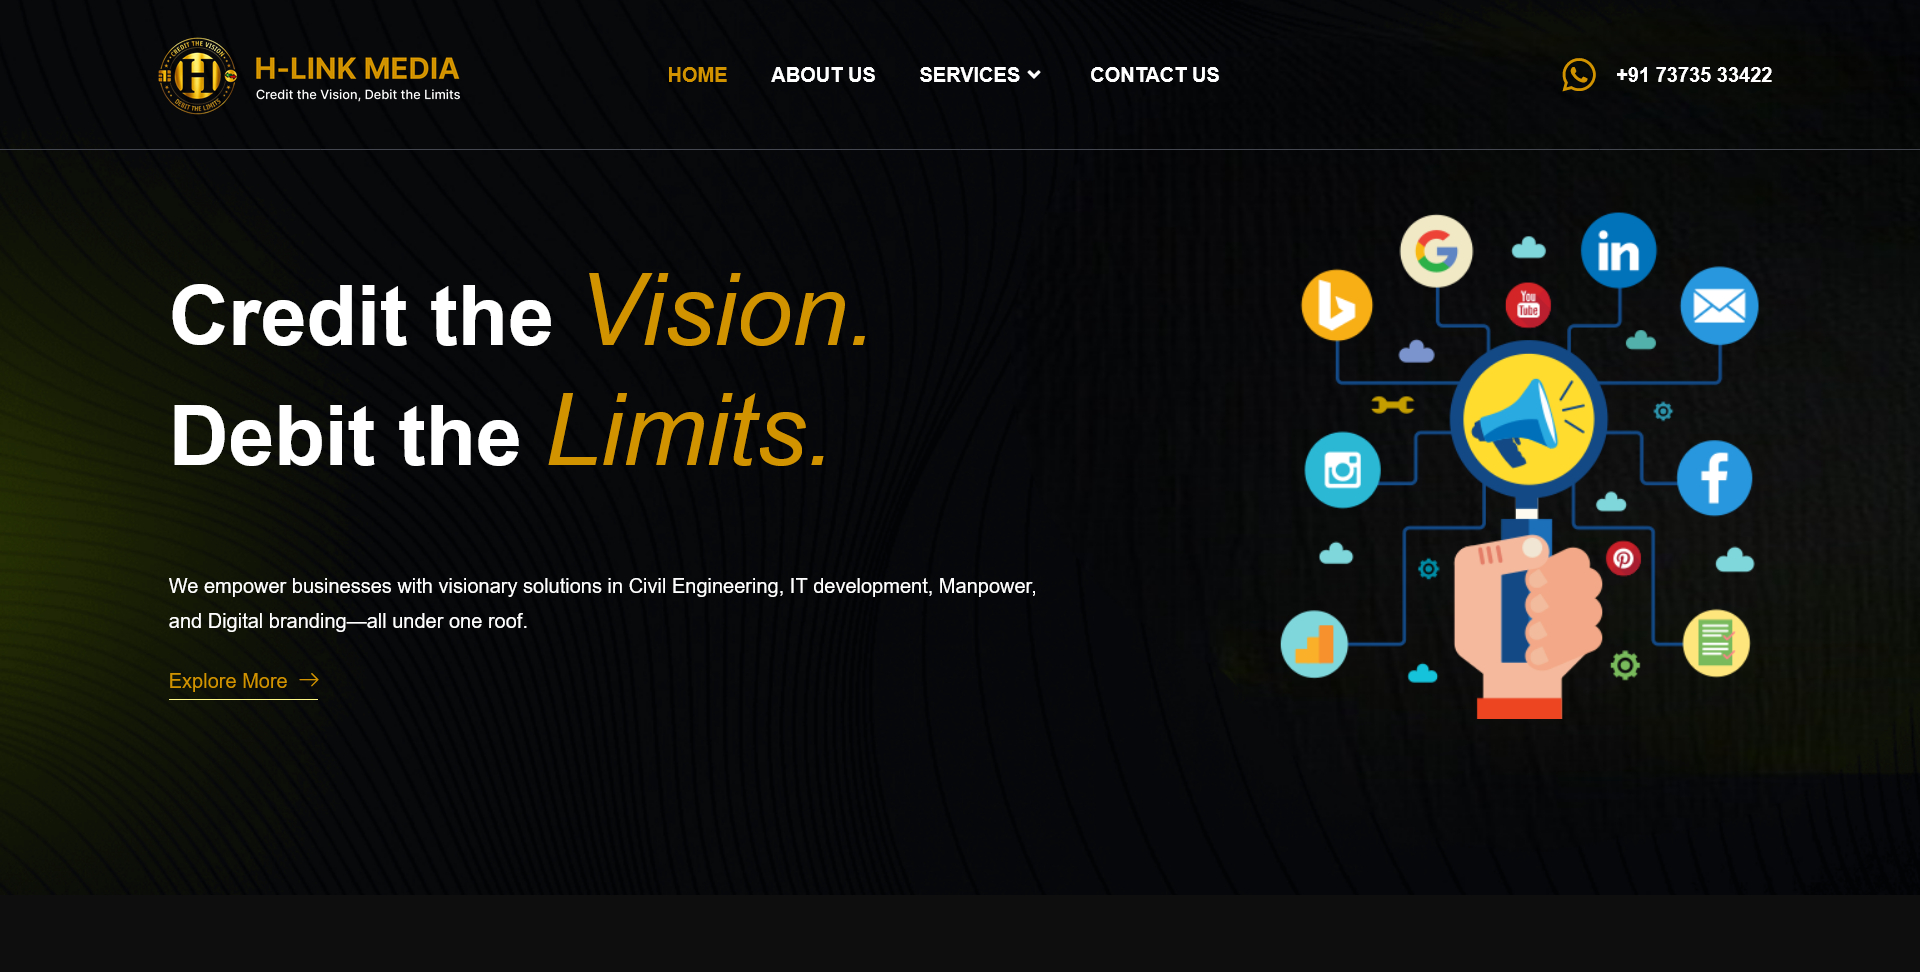 CREDIT THE VISION
H
DEBIT THE LIMITS
H-LINK MEDIA
Credit the Vision, Debit the Limits
HOME
ABOUT US
SERVICES
CONTACT US
+91 73735 33422
Credit the Vision.
Debit the Limits.
We empower businesses with visionary solutions in Civil Engineering, IT development, Manpower,
and Digital branding—all under one roof.
Explore More
G
in
b
You
Tube
f